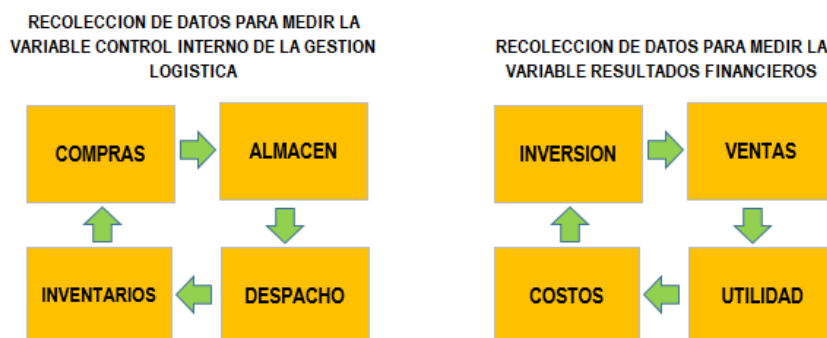 RECOLECCION DE DATOS PARA MEDIR LA
VARIABLE CONTROL INTERNO DE LA GESTION
LOGISTICA
COMPRAS
ALMACEN
INVENTARIOS
DESPACHO
RECOLECCION DE DATOS PARA MEDIR LA
VARIABLE RESULTADOS FINANCIEROS
INVERSION
VENTAS
COSTOS
UTILIDAD